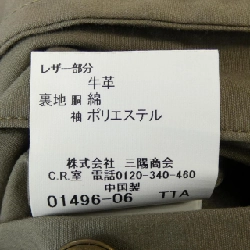 レザー部分
牛革
裏地 胴 綿
袖 ポリエステル
株式会社 三陽商会
C.R.室 電話0120-340-460
中国製
01496-06 TTA